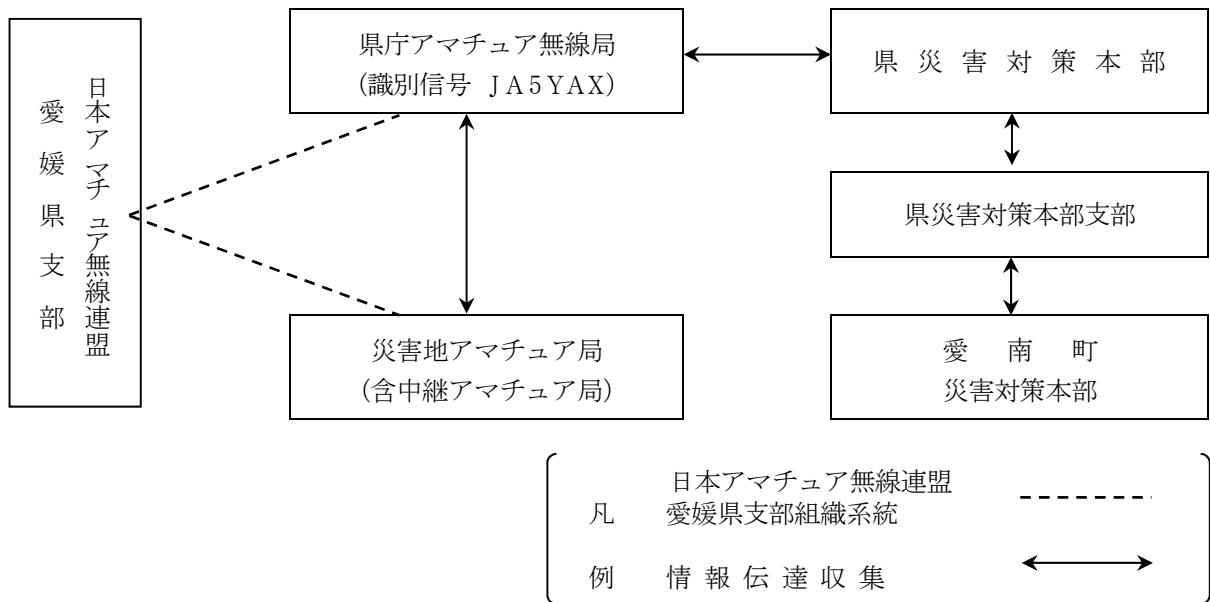 日本アマチュア無線連盟
愛媛県支部
県庁アマチュア無線局
(識別信号 JA5YAX)
県災害対策本部
県災害対策本部支部
災害地アマチュア局
(含中継アマチュア局)
愛南町
災害対策本部
凡例
日本アマチュア無線連盟
愛媛県支部組織系統
情報伝達収集